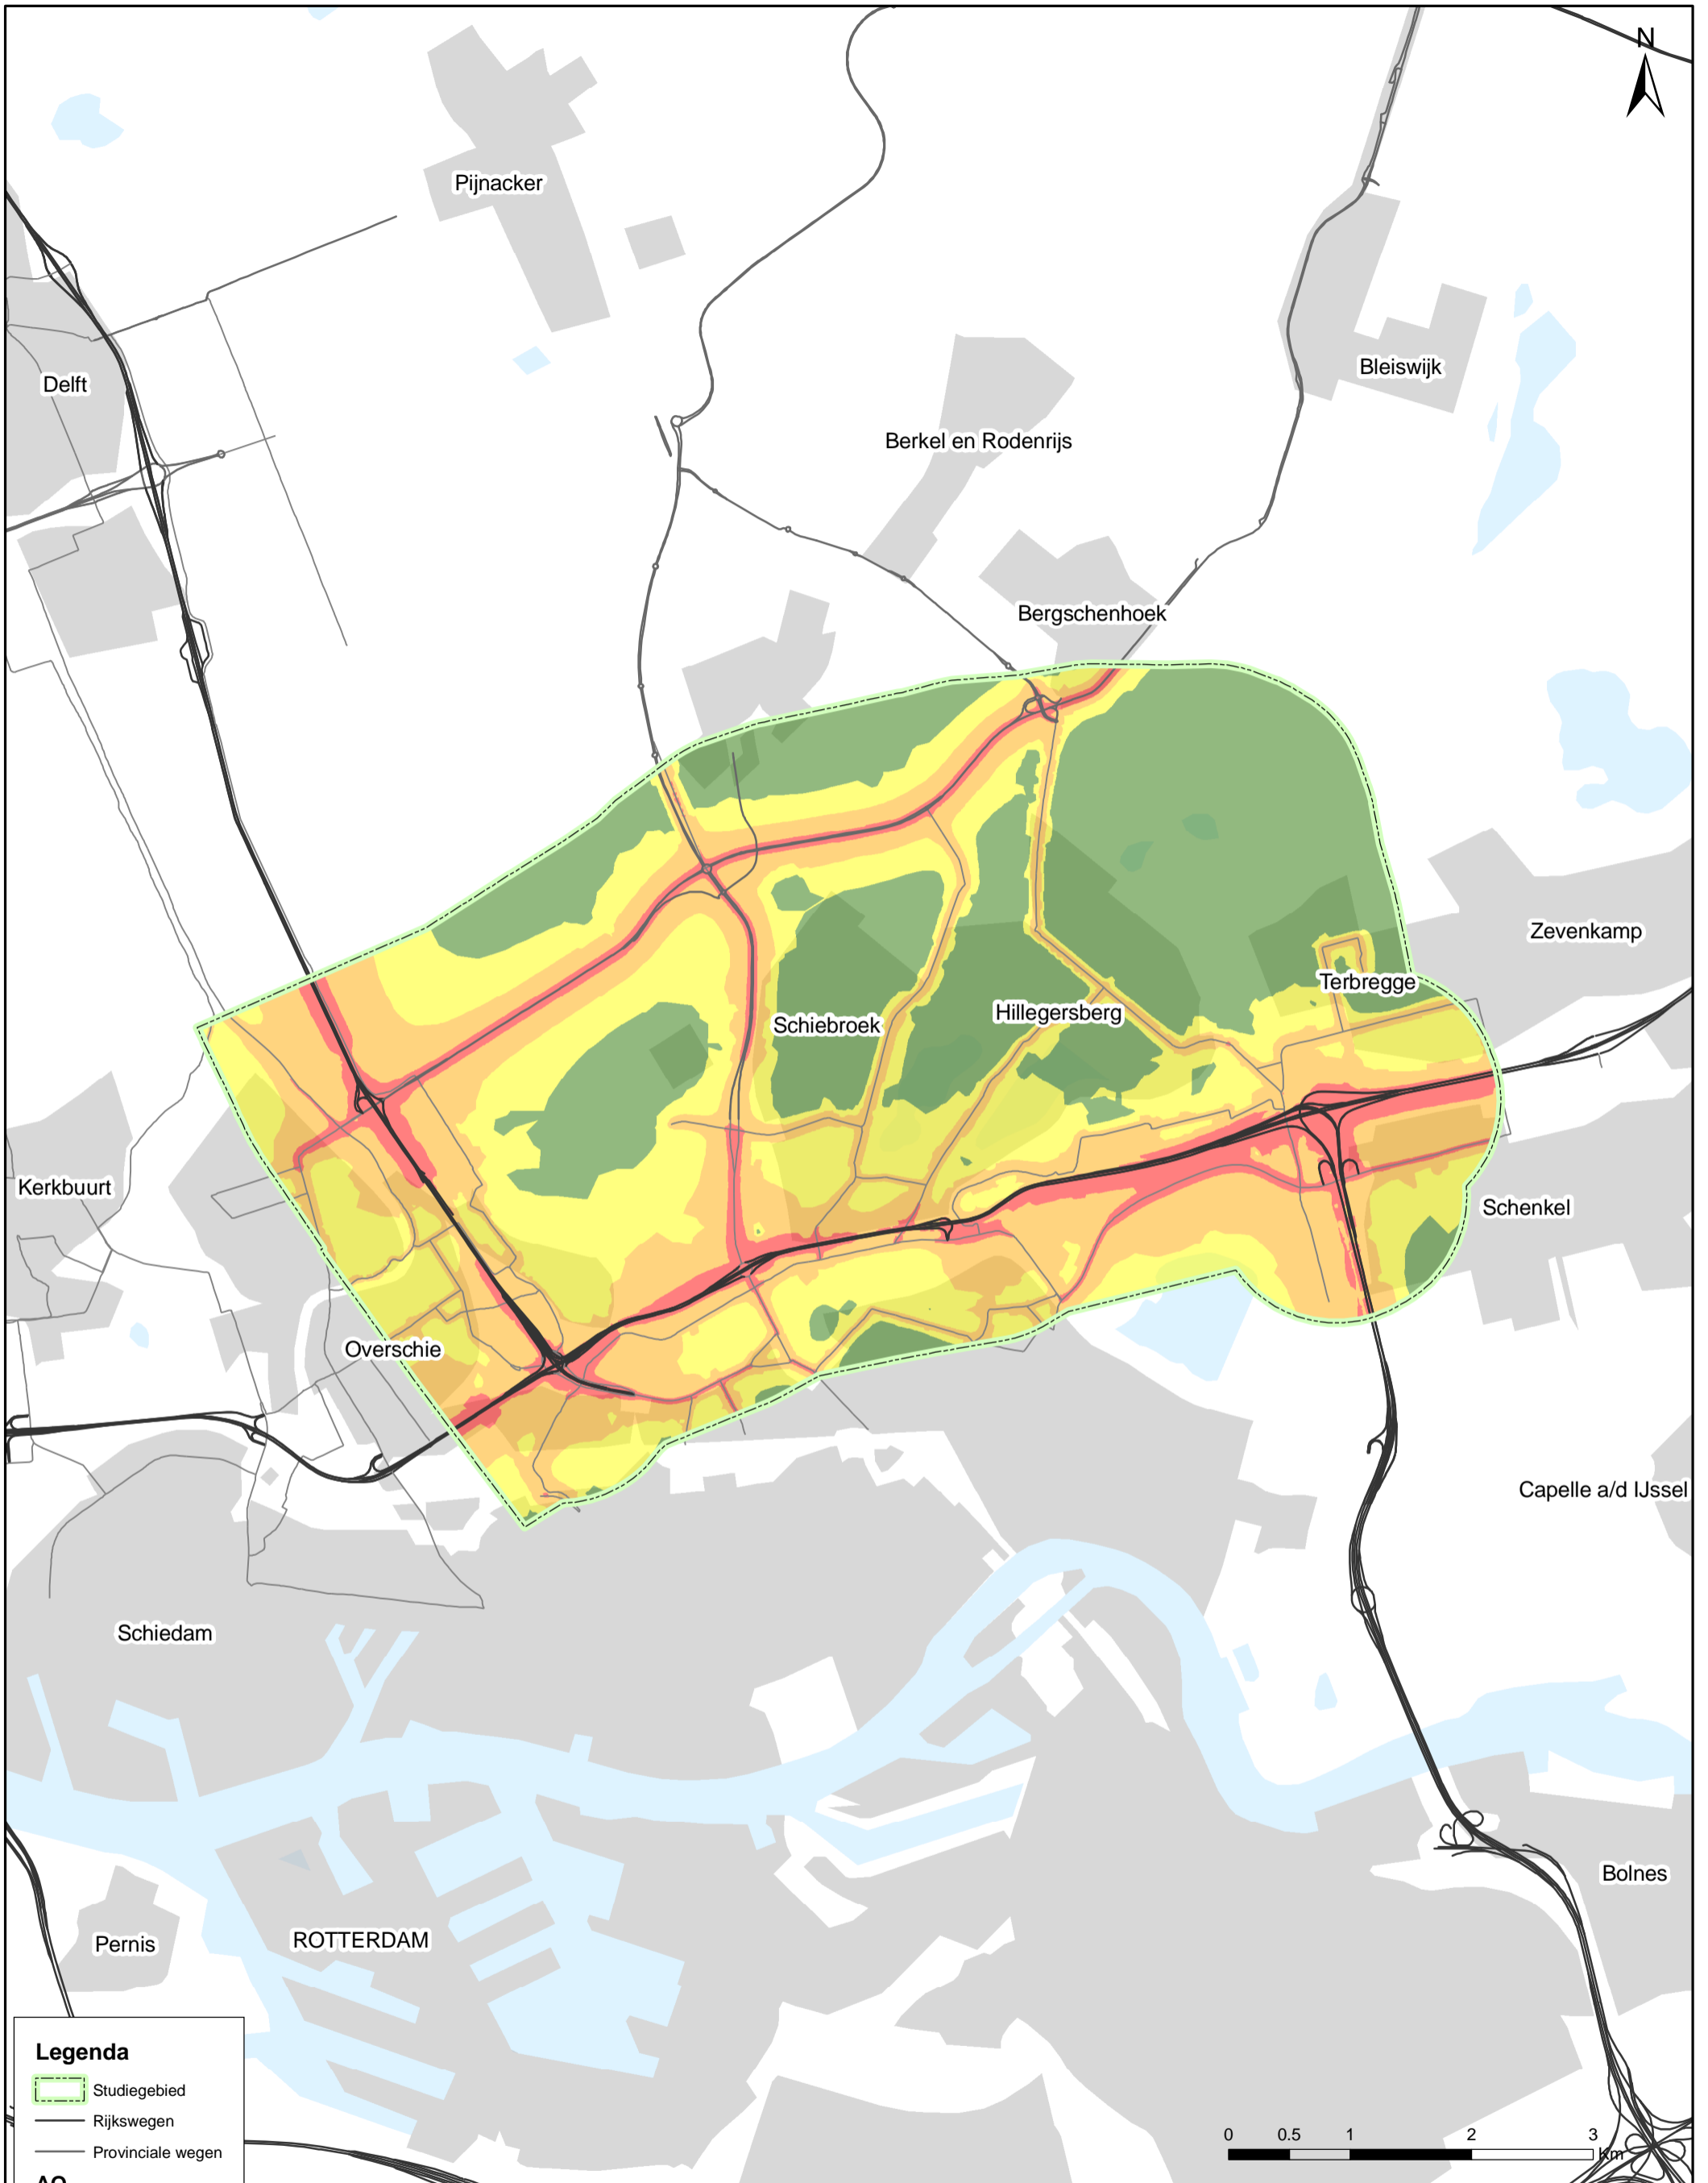 N
Pijnacker
Delft
Bleiswijk
Berkel en Rodenrijs
Bergschenhoek
Zevenkamp
Terbregge
Hillegersberg
Schiebroek
Kerkbuurt
Schenkel
Overschie
Capelle a/d IJssel
Schiedam
Bolnes
Pernis
ROTTERDAM
Legenda
Studiegebied
Rijkswegen
Provinciale wegen
0 0.5 1 2 3
Km